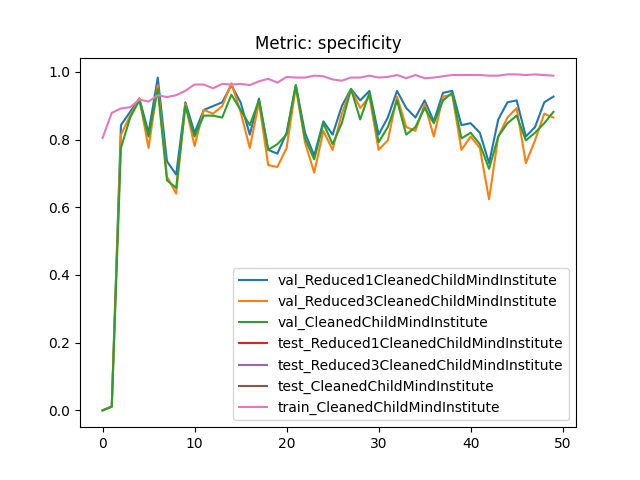 Metric: specificity
1.0
0.8
0.6
0.4
0.2
0.0
0 10 20 30 40 50
val_Reduced1CleanedChildMindInstitute
val_Reduced3CleanedChildMindInstitute
val_CleanedChildMindInstitute
test_Reduced1CleanedChildMindInstitute
test_Reduced3CleanedChildMindInstitute
test_CleanedChildMindInstitute
train_CleanedChildMindInstitute